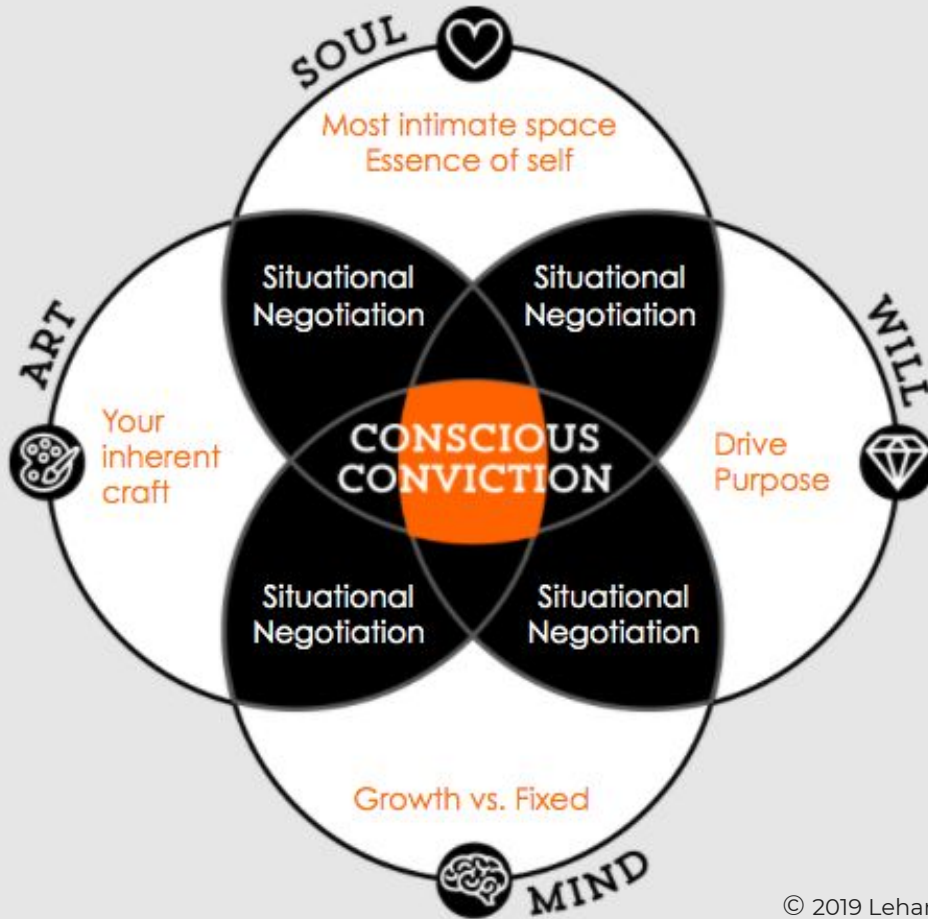 SOUL
Most intimate space
Essence of self
Situational
Negotiation
Situational
Negotiation
ART
WILL
Your
inherent
craft
CONSCIOUS
CONVICTION
Drive
Purpose
Situational
Negotiation
Situational
Negotiation
Growth vs. Fixed
MIND
© 2019